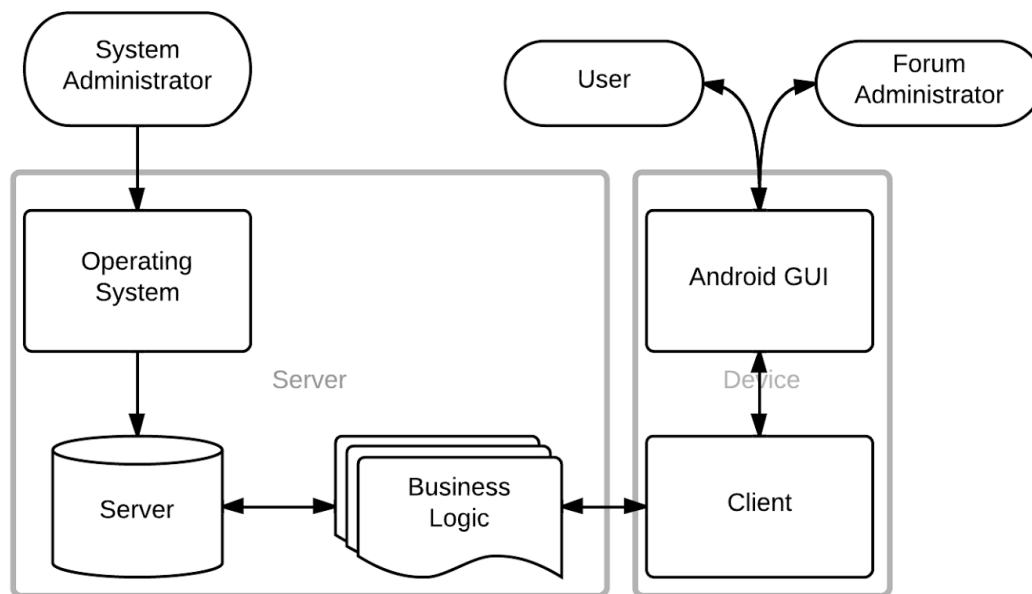 System
Administrator
User
Forum
Administrator
Operating
System
Android GUI
Server
Device
Server
Business
Logic
Client